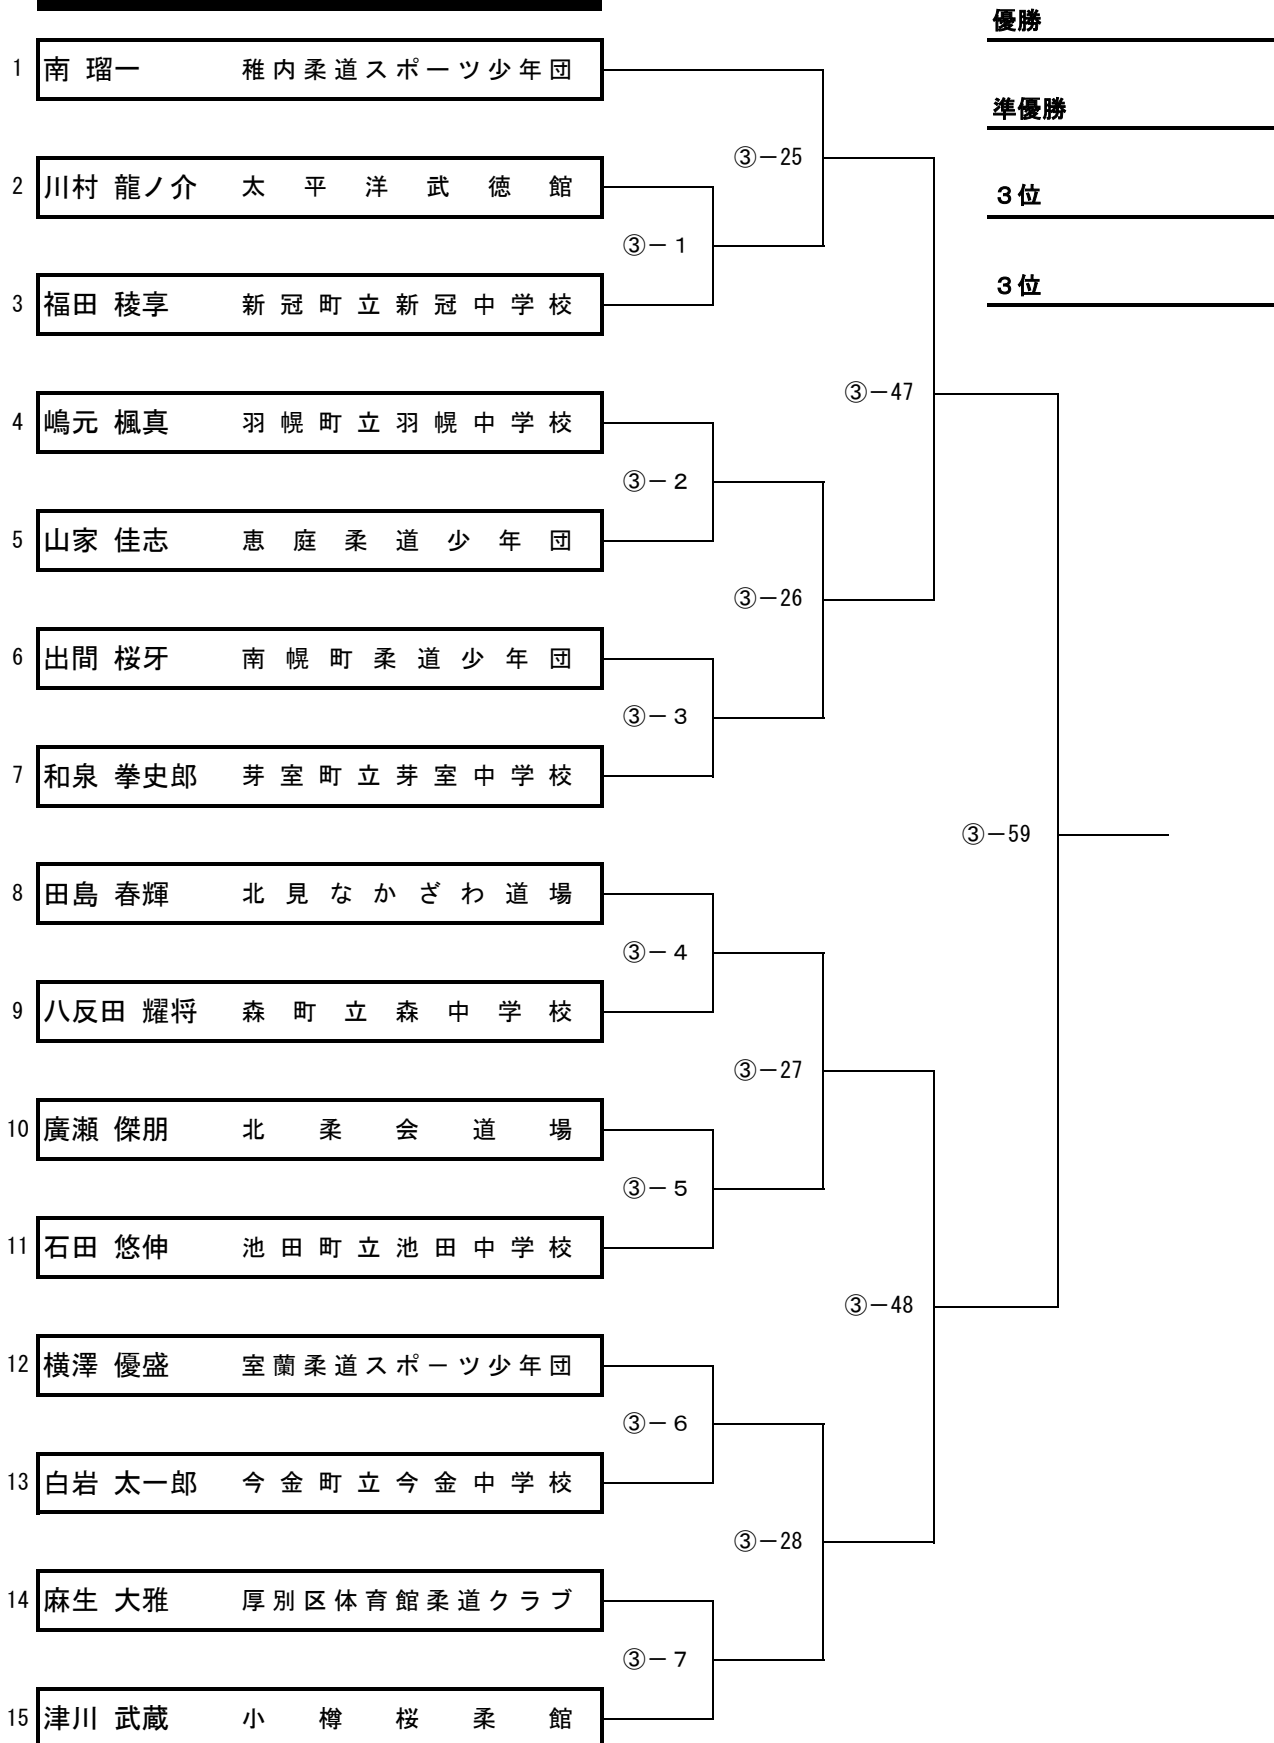 優勝
1 南 瑠一 稚内柔道スポーツ少年団
準優勝
③－25
2 川村 龍ノ介 太平洋武徳館
３位
③－１
３位
3 福田 稜享 新冠町立新冠中学校
③－47
4 嶋元 楓真 羽幌町立羽幌中学校
③－２
5 山家 佳志 恵庭柔道少年団
③－26
6 出間 桜牙 南幌町柔道少年団
③－３
7 和泉 拳史郎 芽室町立芽室中学校
③－59
8 田島 春輝 北見なかざわ道場
③－４
9 八反田 耀将 森町立森中学校
③－27
10 廣瀬 傑朋 北柔会道場
③－５
11 石田 悠伸 池田町立池田中学校
③－48
12 横澤 優盛 室蘭柔道スポーツ少年団
③－６
13 白岩 太一郎 今金町立今金中学校
③－28
14 麻生 大雅 厚別区体育館柔道クラブ
③－７
15 津川 武蔵 小樽桜柔館